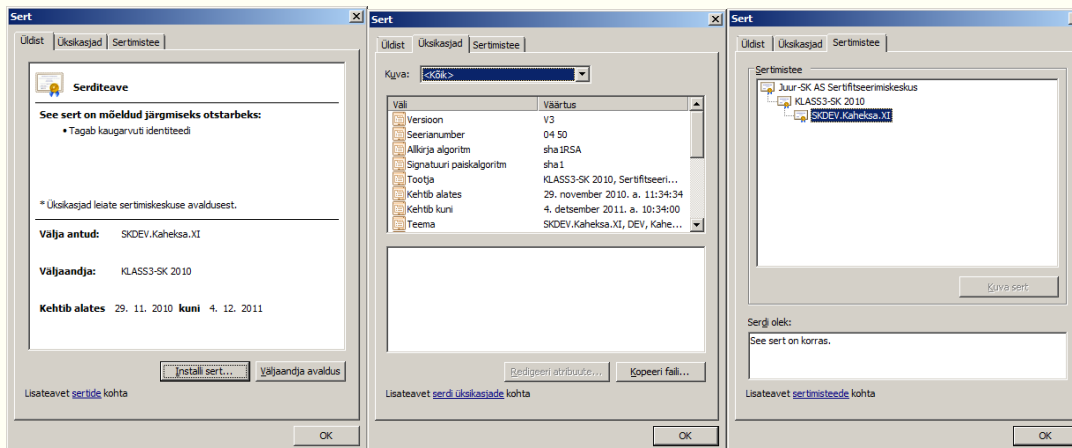 Sert
Üldist Üksikasjad Sertimistee
Serditeave
See sert on mõeldud järgmiseks otstarbeks:
• Tagab kaugarvuti identiteedi
* Üksikasjad leiate sertimiskeskuse avaldusest.
Välja antud: SKDEV.Kaheksa.XI
Väljaandja: KLASS3-SK 2010
Kehtib alates 29. 11. 2010 kuni 4. 12. 2011
Installi sert... Väljaandja avaldus
Lisateavet sertide kohta
OK
Sert
Üldist Üksikasjad Sertimistee
Kuva: <Kõik>
Väli Väärtus
Versioon V3
Seerianumber 04 50
Allkirja algoritm sha1RSA
Signatuuri paiskalgoritm sha1
Tootja KLASS3-SK 2010, Sertifitseeri...
Kehtib alates 29. november 2010. a. 11:34:34
Kehtib kuni 4. detsember 2011. a. 10:34:00
Teema SKDEV.Kaheksa.XI, DEV, Kahe...
Redigeeri atribuute... Kopeeri faili...
Lisateavet serdi üksikasjade kohta
OK
Sert
Üldist Üksikasjad Sertimistee
Sertimistee
Juur-SK AS Sertifitseerimiskeskus
KLASS3-SK 2010
SKDEV.Kaheksa.XI
Kuva sert
Serdi olek:
See sert on korras.
Lisateavet sertimisteede kohta
OK